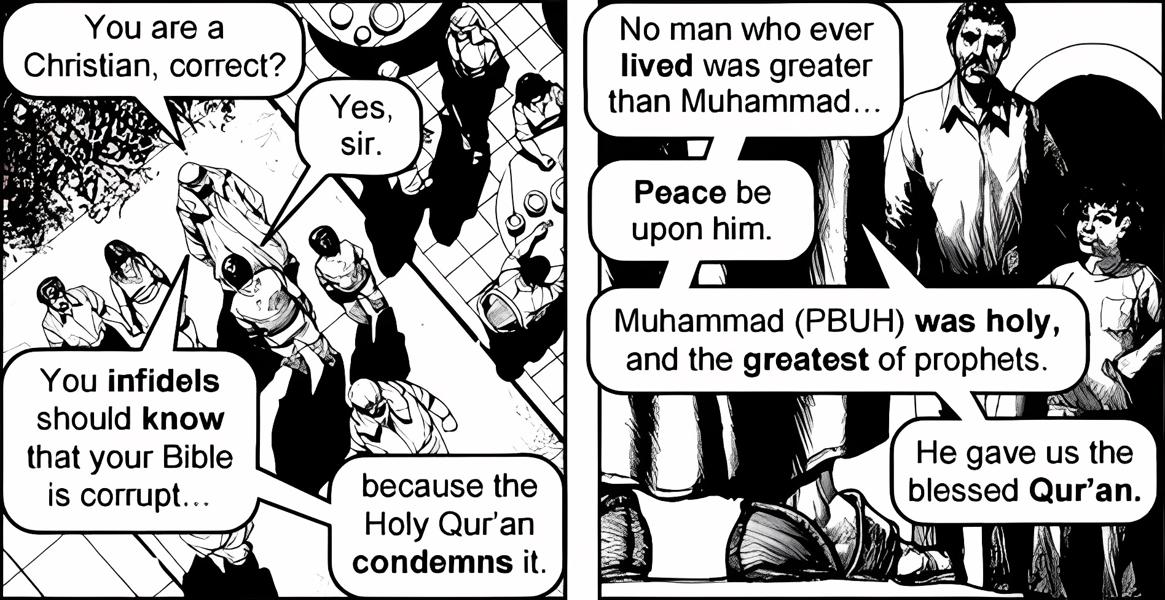 You are a
Christian, correct?
Yes,
sir.
You infidels
should know
that your Bible
is corrupt...
because the
Holy Qur'an
condemns it.
No man who ever
lived was greater
than Muhammad...
Peace be
upon him.
Muhammad (PBUH) was holy,
and the greatest of prophets.
He gave us the
blessed Qur'an.